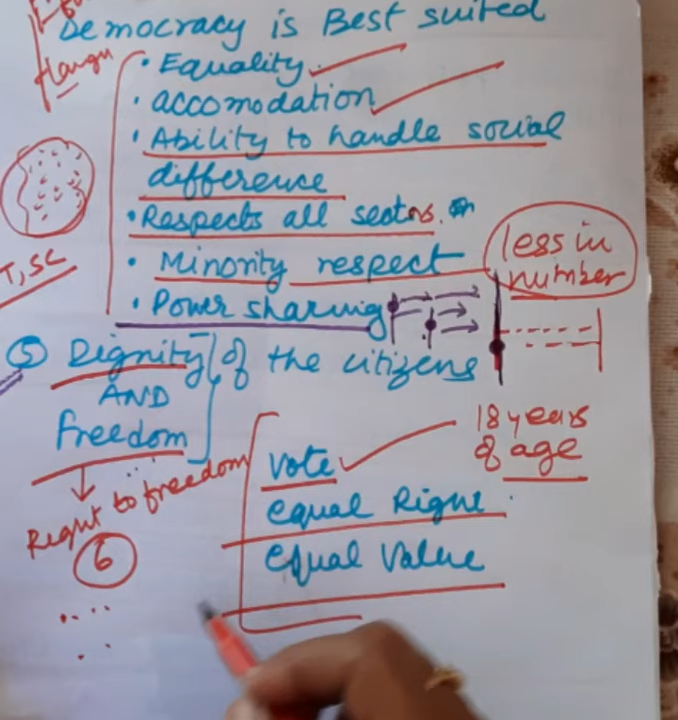 Democracy is Best suited
Langu
• Equality
• accomodation
• Ability to handle social
difference
• Respects all seators.
• Minority respect
less in
number
T, SC
• Power sharing
⑤ Dignity of the citizens
AND
freedom
18 years
of age
vote
Right to freedom
equal Right
6
equal Value